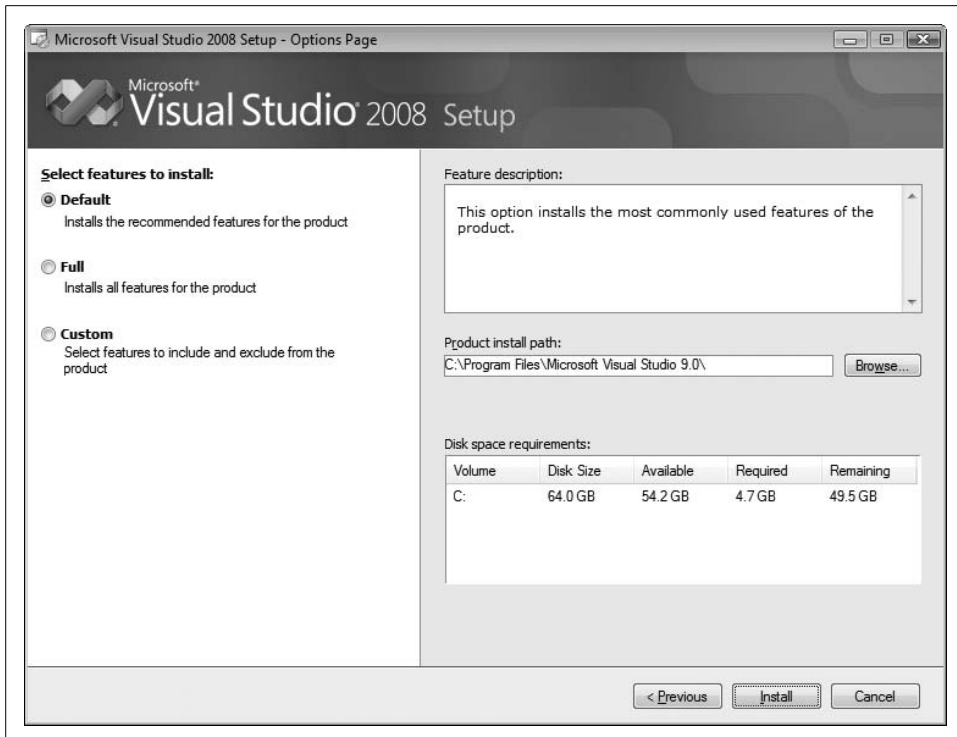 Microsoft Visual Studio 2008 Setup - Options Page
Microsoft®
Visual Studio® 2008 Setup
Select features to install:
Default
Installs the recommended features for the product
Full
Installs all features for the product
Custom
Select features to include and exclude from the
product
Feature description:
This option installs the most commonly used features of the
product.
Product install path:
C:\Program Files\Microsoft Visual Studio 9.0\
Browse...
Disk space requirements:
Volume Disk Size Available Required Remaining
C: 64.0 GB 54.2 GB 4.7 GB 49.5 GB
< Previous Install Cancel